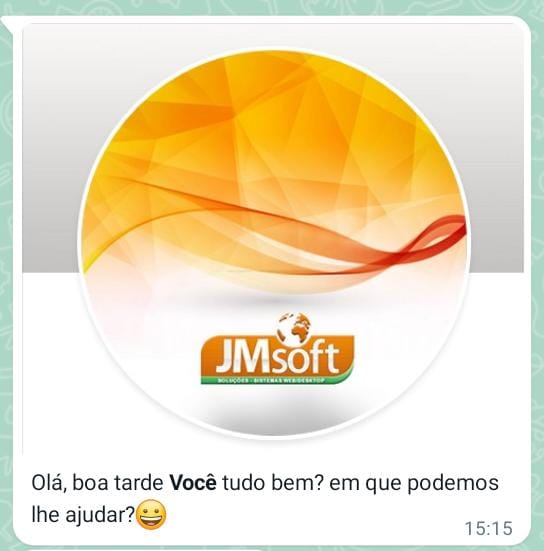 JMsoft
SOLUÇÕES - SISTEMAS WEB/DESKTOP
Olá, boa tarde Você tudo bem? em que podemos
lhe ajudar?😀
15:15